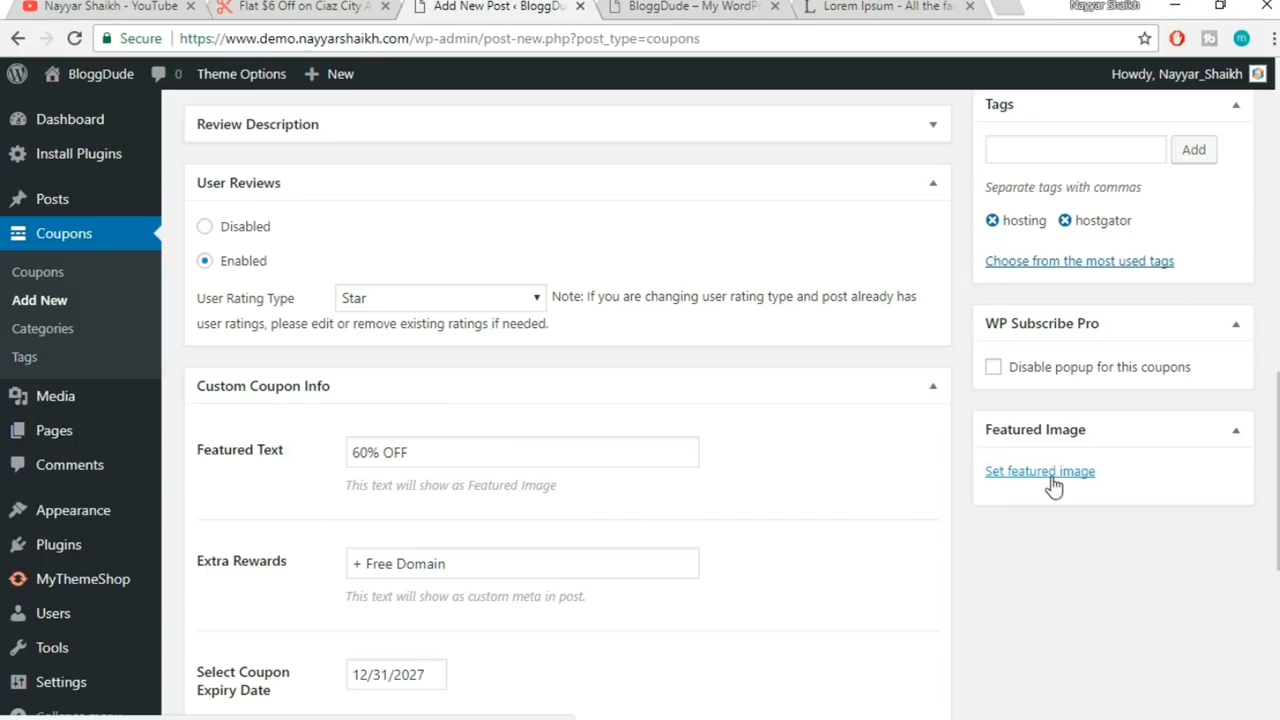 Nayyar Shaikh - YouTube
Flat $6 Off on Ciaz City A
Add New Post ‹ BloggDu
BloggDude – My WordP
Lorem Ipsum - All the fa
Nayyar Shaikh
Secure
https://www.demo.nayyarshaikh.com/wp-admin/post-new.php?post_type=coupons
BloggDude
0
Theme Options
New
Howdy, Nayyar_Shaikh
Dashboard
Install Plugins
Posts
Coupons
Coupons
Add New
Categories
Tags
Media
Pages
Comments
Appearance
Plugins
MyThemeShop
Users
Tools
Settings
Review Description
User Reviews
Disabled
Enabled
User Rating Type
Star
Note: If you are changing user rating type and post already has
user ratings, please edit or remove existing ratings if needed.
Custom Coupon Info
Featured Text
60% OFF
This text will show as Featured Image
Extra Rewards
+ Free Domain
This text will show as custom meta in post.
Select Coupon
Expiry Date
12/31/2027
Tags
Add
Separate tags with commas
hosting
hostgator
Choose from the most used tags
WP Subscribe Pro
Disable popup for this coupons
Featured Image
Set featured image